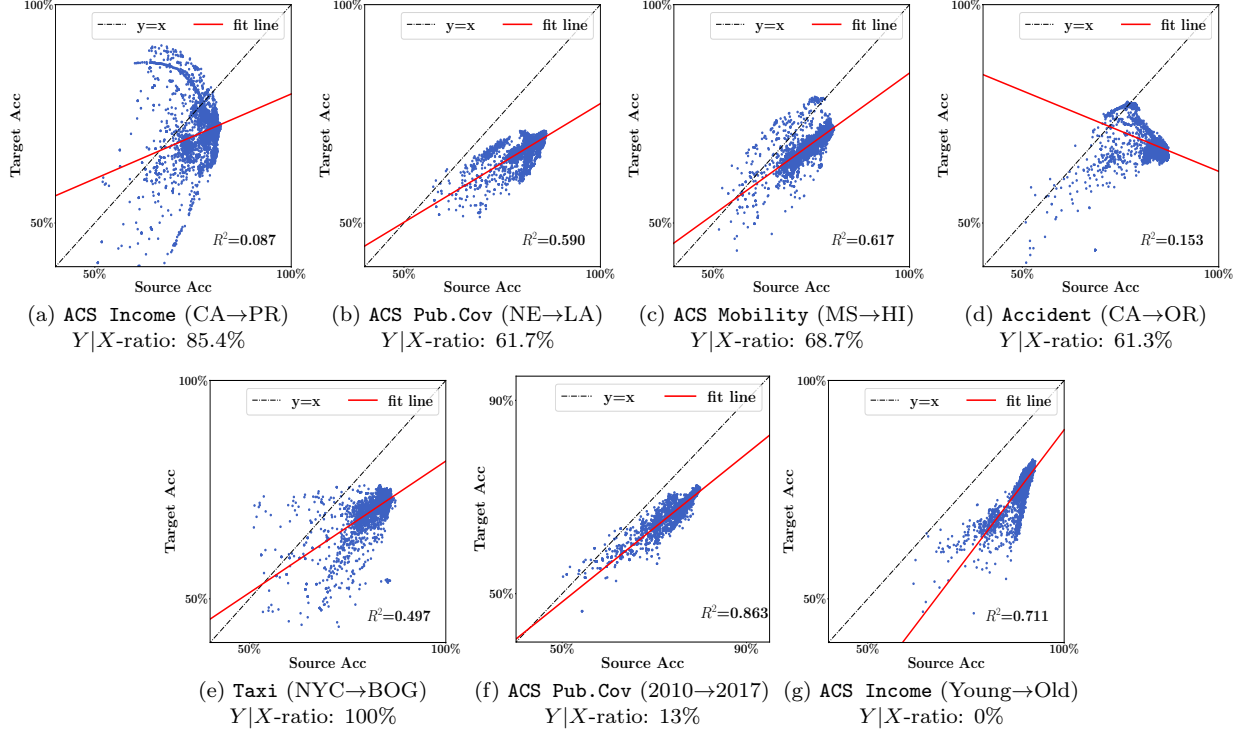 100%
y=x
fit line
Target Acc
50%
R²=0.087
50%
100%
Source Acc
(a) ACS Income (CA→PR)
Y|X-ratio: 85.4%
100%
y=x
fit line
Target Acc
50%
R²=0.590
50%
100%
Source Acc
(b) ACS Pub.Cov (NE→LA)
Y|X-ratio: 61.7%
100%
y=x
fit line
Target Acc
50%
R²=0.617
50%
100%
Source Acc
(c) ACS Mobility (MS→HI)
Y|X-ratio: 68.7%
100%
y=x
fit line
Target Acc
50%
R²=0.153
50%
100%
Source Acc
(d) Accident (CA→OR)
Y|X-ratio: 61.3%
100%
y=x
fit line
Target Acc
50%
R²=0.497
50%
100%
Source Acc
(e) Taxi (NYC→BOG)
Y|X-ratio: 100%
90%
y=x
fit line
Target Acc
50%
R²=0.863
50%
90%
Source Acc
(f) ACS Pub.Cov (2010→2017)
Y|X-ratio: 13%
100%
y=x
fit line
Target Acc
50%
R²=0.711
50%
100%
Source Acc
(g) ACS Income (Young→Old)
Y|X-ratio: 0%